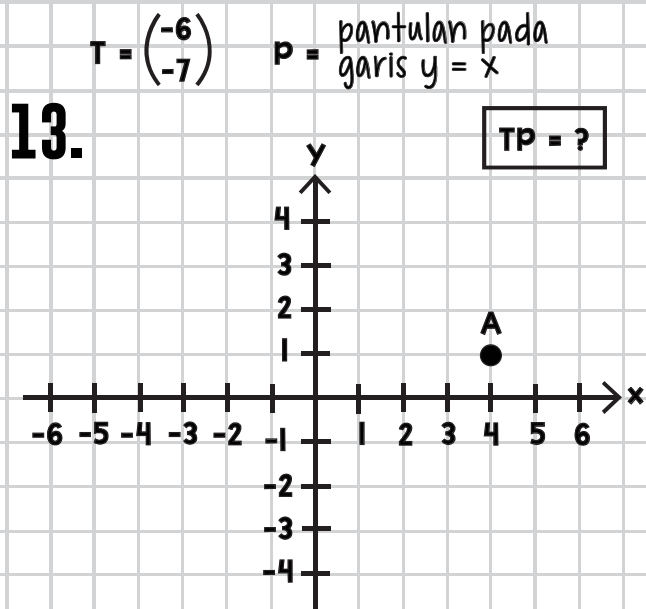 T = (-6
-7)
P = pantulan pada
garis y = x
13.
TP = ?
y
4
3
2
1
A
x
-6 -5 -4 -3 -2 1 2 3 4 5 6
-1
-2
-3
-4